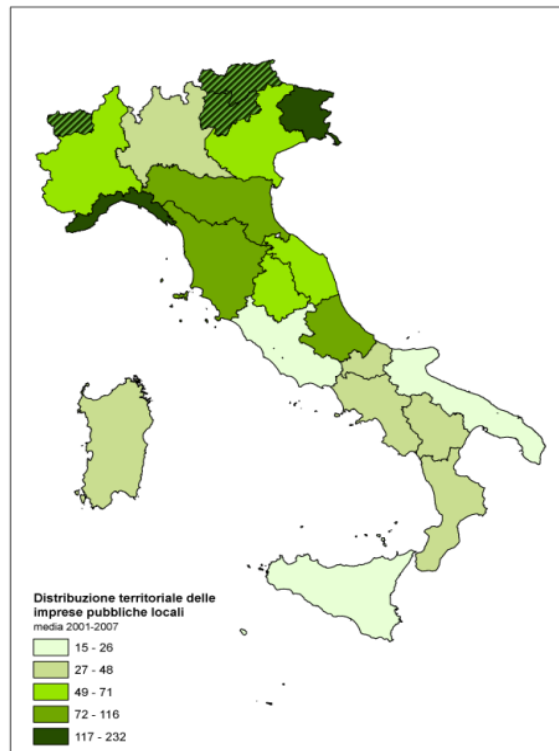 Distribuzione territoriale delle
imprese pubbliche locali
media 2001-2007
15 - 26
27 - 48
49 - 71
72 - 116
117 - 232